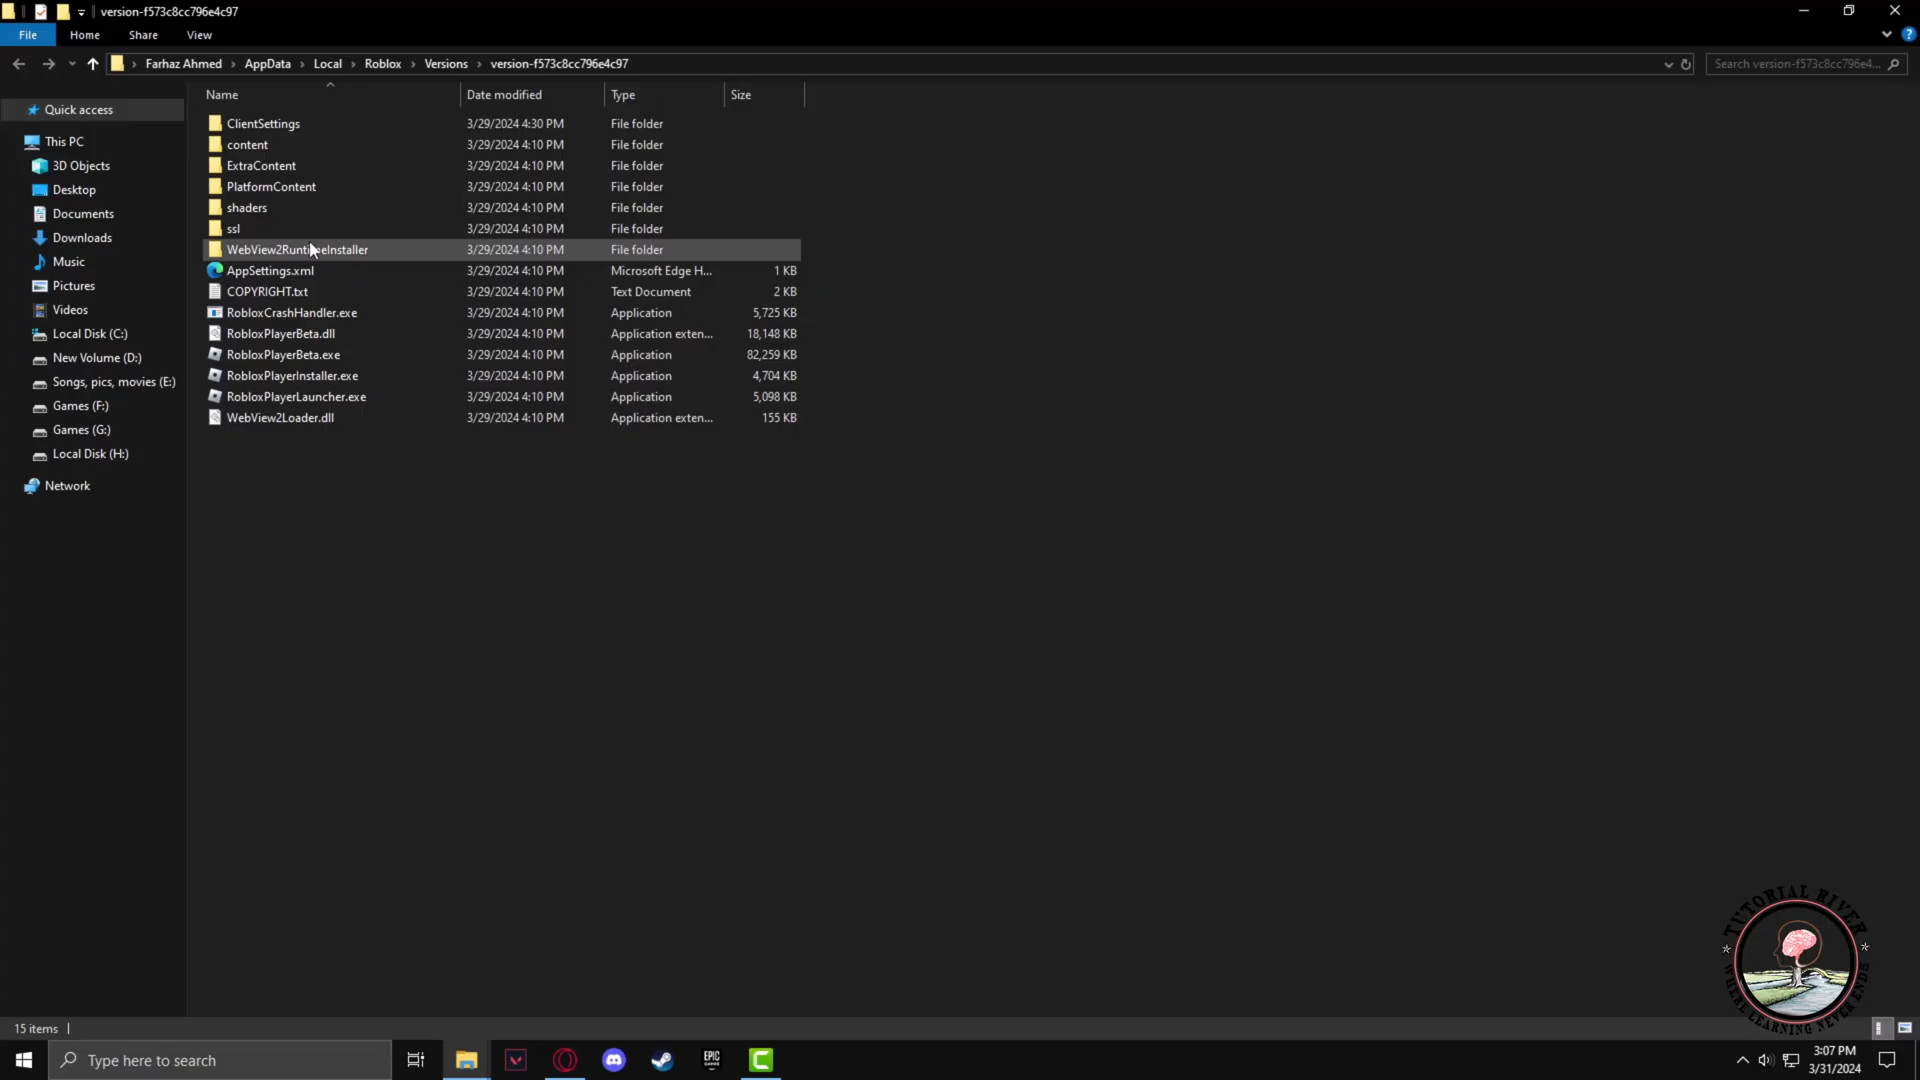 version-f573c8cc796e4c97
File Home Share View
Farhaz Ahmed › AppData › Local › Roblox › Versions › version-f573c8cc796e4c97
Search version-f573c8cc796e4...
Name Date modified Type Size
Quick access
This PC
3D Objects
Desktop
Documents
Downloads
Music
Pictures
Videos
Local Disk (C:)
New Volume (D:)
Songs, pics, movies (E:)
Games (F:)
Games (G:)
Local Disk (H:)
Network
ClientSettings 3/29/2024 4:30 PM File folder
content 3/29/2024 4:10 PM File folder
ExtraContent 3/29/2024 4:10 PM File folder
PlatformContent 3/29/2024 4:10 PM File folder
shaders 3/29/2024 4:10 PM File folder
ssl 3/29/2024 4:10 PM File folder
WebView2RuntimeInstaller 3/29/2024 4:10 PM File folder
AppSettings.xml 3/29/2024 4:10 PM Microsoft Edge H... 1 KB
COPYRIGHT.txt 3/29/2024 4:10 PM Text Document 2 KB
RobloxCrashHandler.exe 3/29/2024 4:10 PM Application 5,725 KB
RobloxPlayerBeta.dll 3/29/2024 4:10 PM Application exten... 18,148 KB
RobloxPlayerBeta.exe 3/29/2024 4:10 PM Application 82,259 KB
RobloxPlayerInstaller.exe 3/29/2024 4:10 PM Application 4,704 KB
RobloxPlayerLauncher.exe 3/29/2024 4:10 PM Application 5,098 KB
WebView2Loader.dll 3/29/2024 4:10 PM Application exten... 155 KB
TUTORIAL RIVER
WHERE LEARNING NEVER ENDS
15 items
Type here to search
EPIC GAMES
3:07 PM
3/31/2024